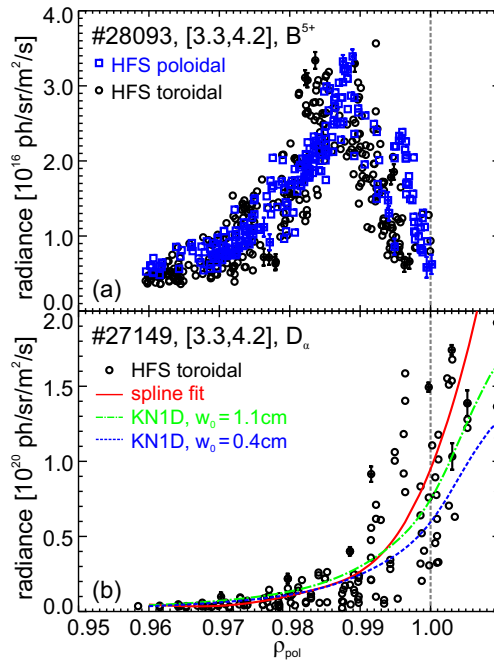 #28093, [3.3,4.2], B⁵⁺
HFS poloidal
HFS toroidal
radiance [10¹⁶ ph/sr/m²/s]
4.0
3.0
2.0
1.0
0.0
(a)
#27149, [3.3,4.2], Dα
HFS toroidal
spline fit
KN1D, w₀ = 1.1cm
KN1D, w₀ = 0.4cm
radiance [10²⁰ ph/sr/m²/s]
2.0
1.5
1.0
0.5
0.0
(b)
0.95 0.96 0.97 0.98 0.99 1.00
ρpol